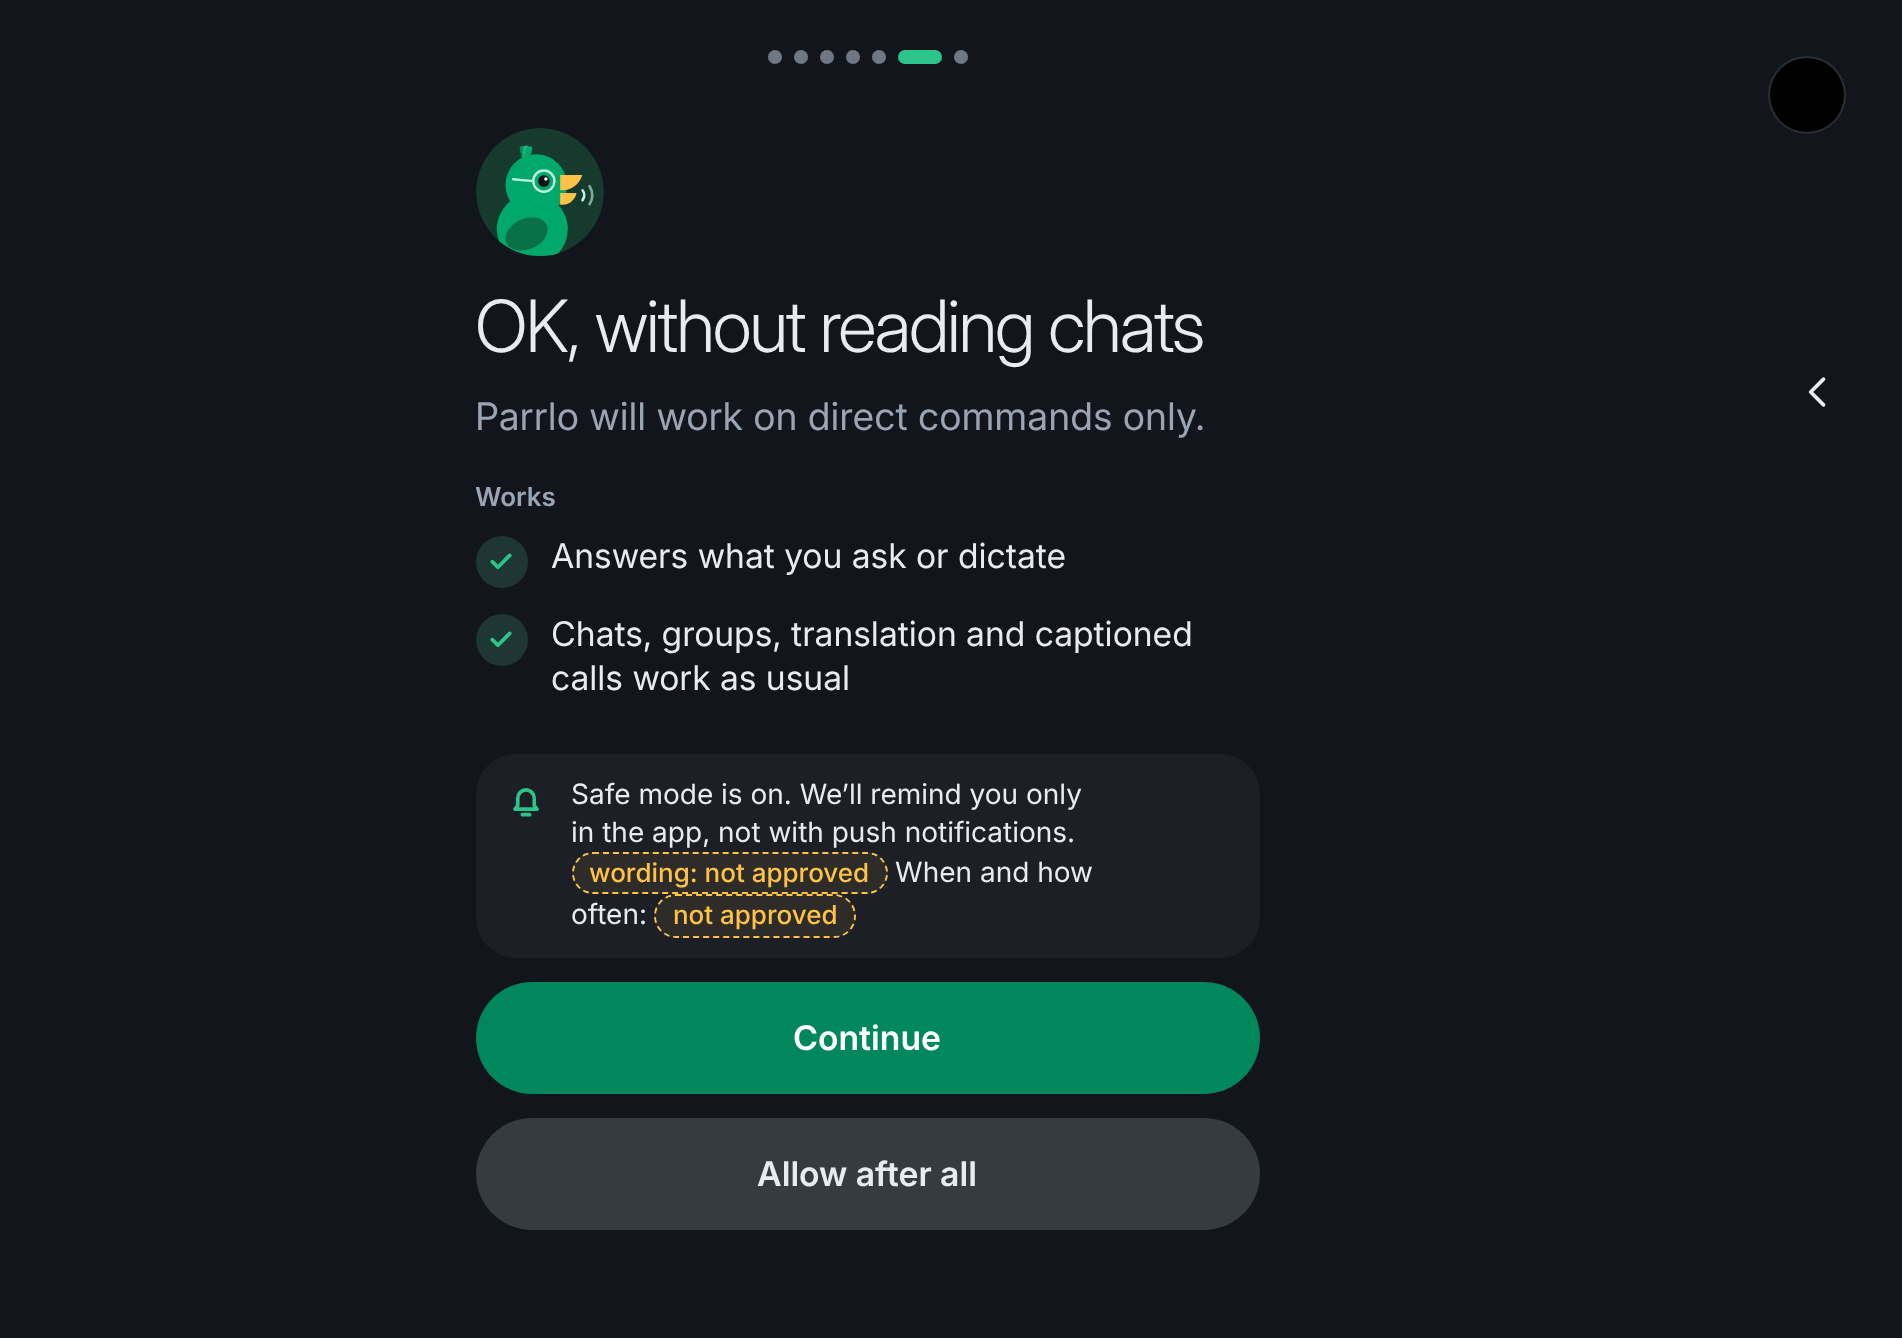 OK, without reading chats
Parrlo will work on direct commands only.
Works
Answers what you ask or dictate
Chats, groups, translation and captioned
calls work as usual
Safe mode is on. We’ll remind you only
in the app, not with push notifications.
wording: not approved When and how
often: not approved
Continue
Allow after all